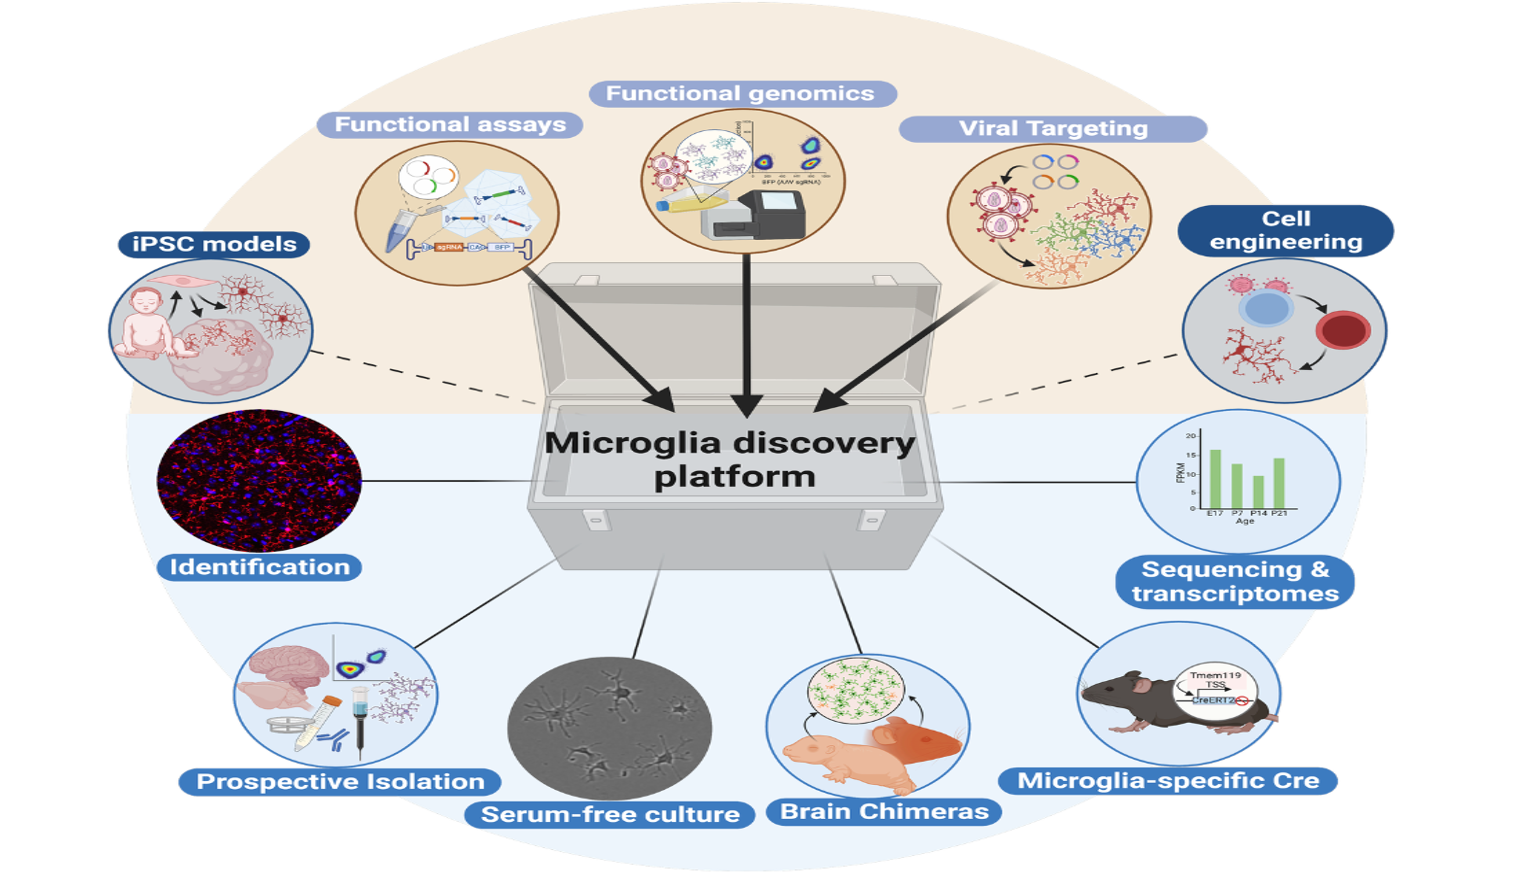 Functional genomics
Functional assays
Viral Targeting
BFP (AAV sgRNA)
sgRNA
CAG
BFP
iPSC models
Cell
engineering
Microglia discovery
platform
Identification
20
15
10
5
0
FPKM
E17 P7 P14 P21
Age
Sequencing &
transcriptomes
Tmem119
TSS
CreERT2
Prospective Isolation
Serum-free culture
Brain Chimeras
Microglia-specific Cre